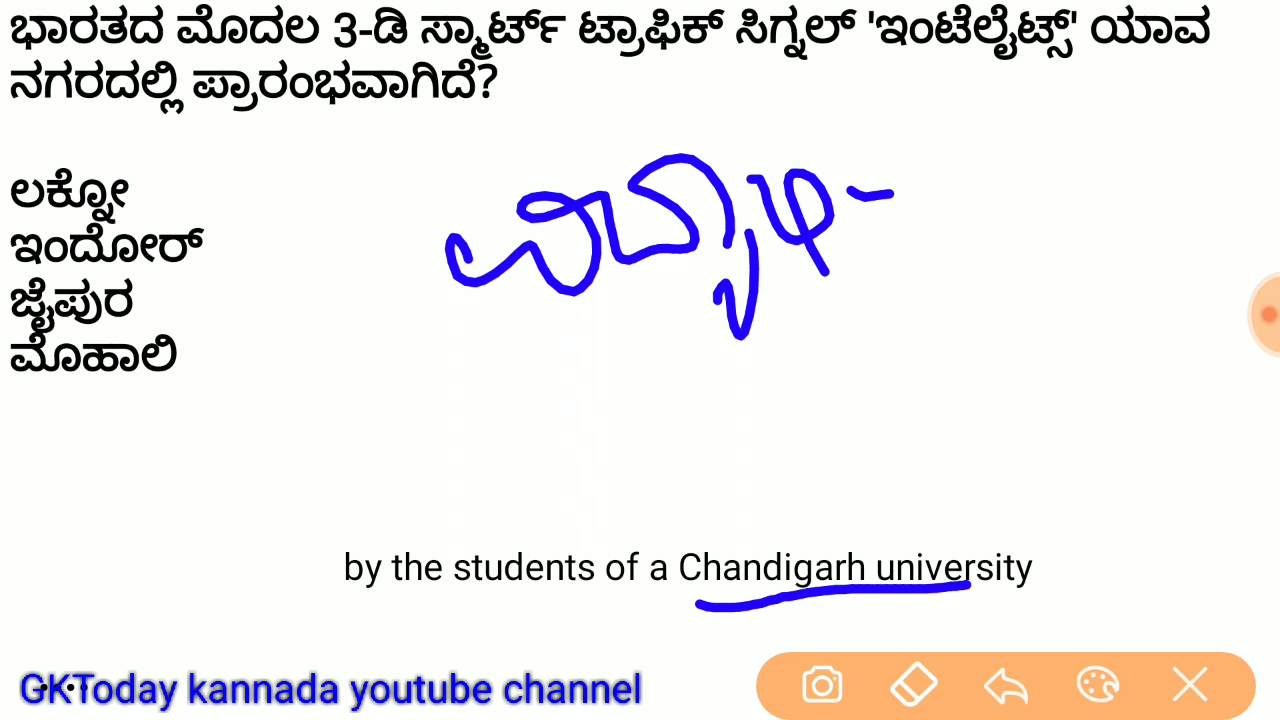 ಭಾರತದ ಮೊದಲ 3-ಡಿ ಸ್ಮಾರ್ಟ್ ಟ್ರಾಫಿಕ್ ಸಿಗ್ನಲ್ 'ಇಂಟೆಲೈಟ್ಸ್' ಯಾವ
ನಗರದಲ್ಲಿ ಪ್ರಾರಂಭವಾಗಿದೆ?
ಲಕ್ನೋ
ಇಂದೋರ್
ಜೈಪುರ
ಮೊಹಾಲಿ
by the students of a Chandigarh university
GKToday kannada youtube channel